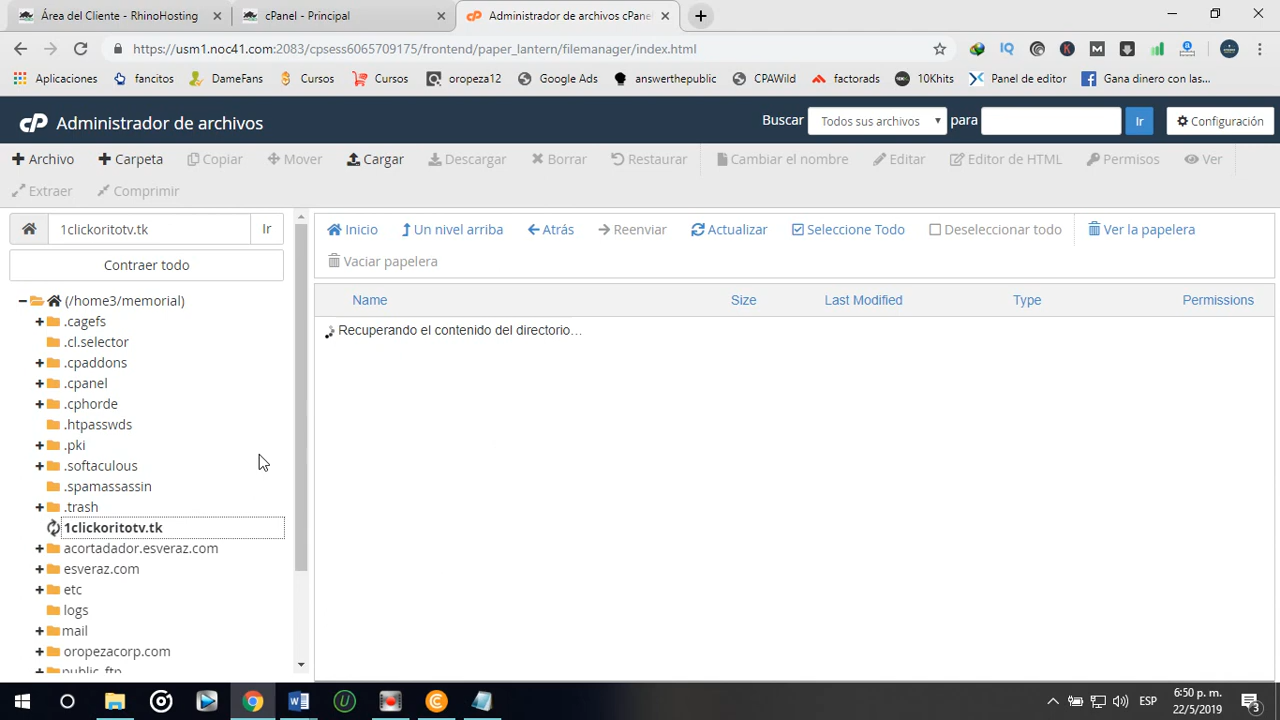 Área del Cliente - RhinoHosting
cPanel - Principal
Administrador de archivos cPane
https://usm1.noc41.com:2083/cpsess6065709175/frontend/paper_lantern/filemanager/index.html
Aplicaciones
fancitos
DameFans
Cursos
Cursos
oropeza12
Google Ads
answerthepublic
CPAWild
factorads
10Khits
Panel de editor
Gana dinero con las...
cP Administrador de archivos
Buscar
Todos sus archivos
para
Ir
Configuración
Archivo
Carpeta
Copiar
Mover
Cargar
Descargar
Borrar
Restaurar
Cambiar el nombre
Editar
Editor de HTML
Permisos
Ver
Extraer
Comprimir
1clickoritotv.tk
Ir
Contraer todo
(/home3/memorial)
.cagefs
.cl.selector
.cpaddons
.cpanel
.cphorde
.htpasswds
.pki
.softaculous
.spamassassin
.trash
1clickoritotv.tk
acortadador.esveraz.com
esveraz.com
etc
logs
mail
oropezacorp.com
public_ftp
Inicio
Un nivel arriba
Atrás
Reenviar
Actualizar
Seleccione Todo
Deseleccionar todo
Ver la papelera
Vaciar papelera
Name
Size
Last Modified
Type
Permissions
Recuperando el contenido del directorio…
ESP
6:50 p. m.
22/5/2019
3